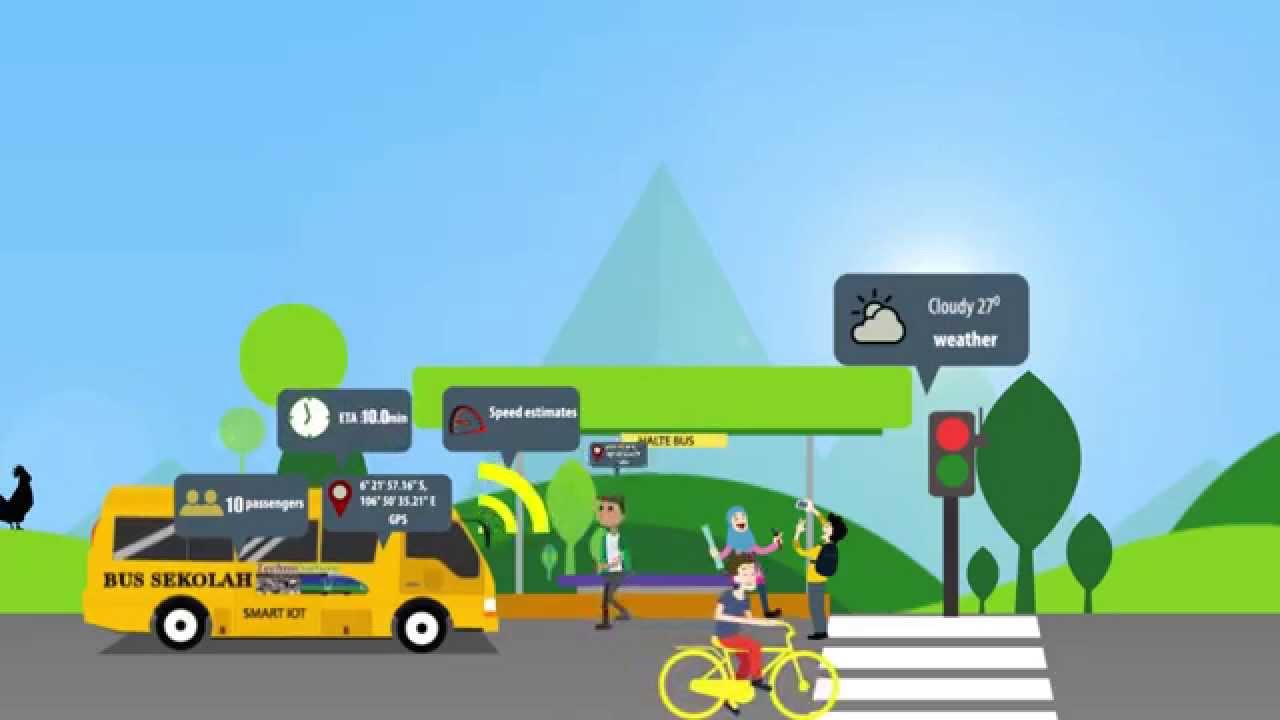 Cloudy 27⁰
weather
ETA :10.0min
Speed estimates
HALTE BUS
10 passengers
6° 21' 57.16" S,
106° 50' 35.21" E
GPS
BUS SEKOLAH
SMART IOT